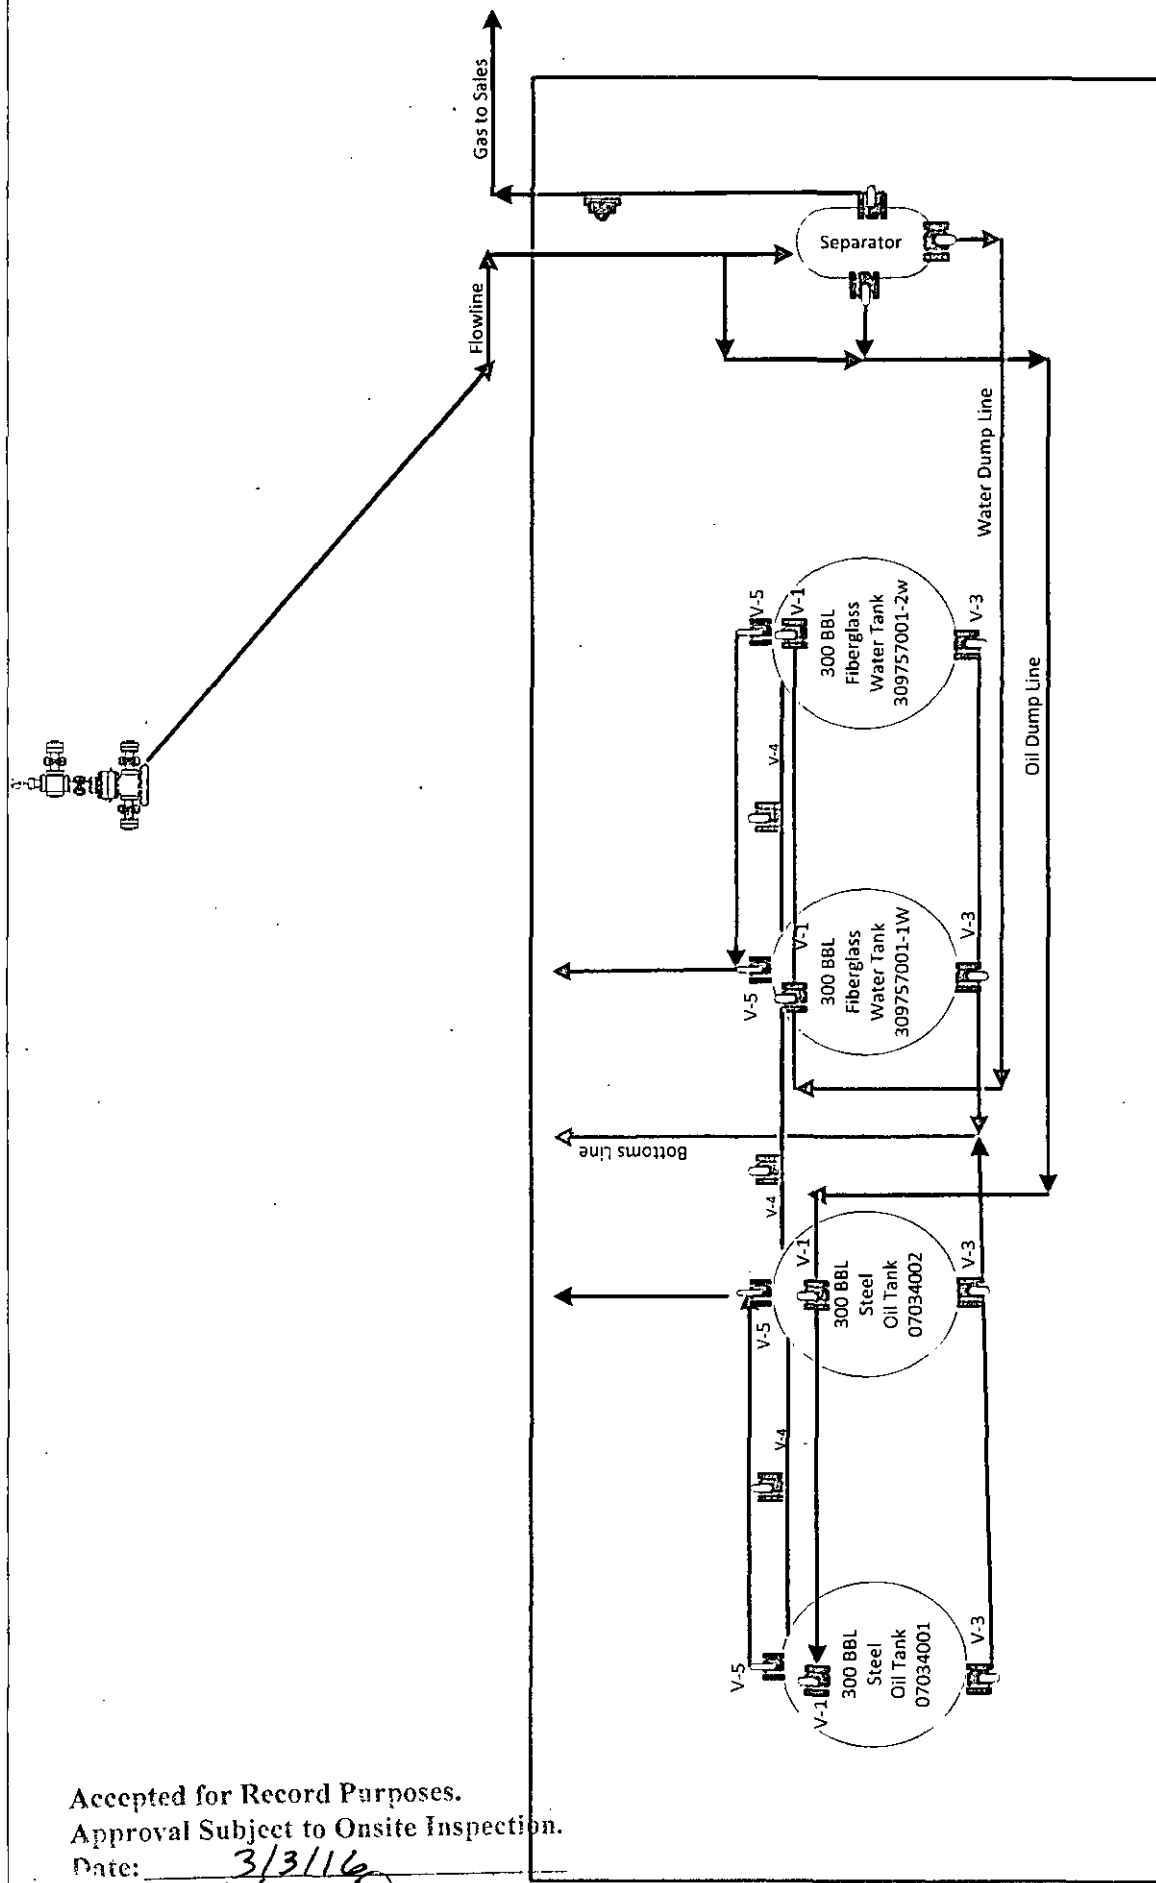 Gas to Sales
Flowline
Separator
Water Dump Line
Oil Dump Line
V-5
V-1
300 BBL
Fiberglass
Water Tank
309757001-2w
V-3
V-4
V-5
V-1
300 BBL
Fiberglass
Water Tank
309757001-1W
V-3
Bottoms Line
V-4
V-5
V-1
300 BBL
Steel
Oil Tank
07034002
V-3
V-4
V-5
V-1
300 BBL
Steel
Oil Tank
07034001
V-3
Accepted for Record Purposes.
Approval Subject to Onsite Inspection.
Date: 3/3/16